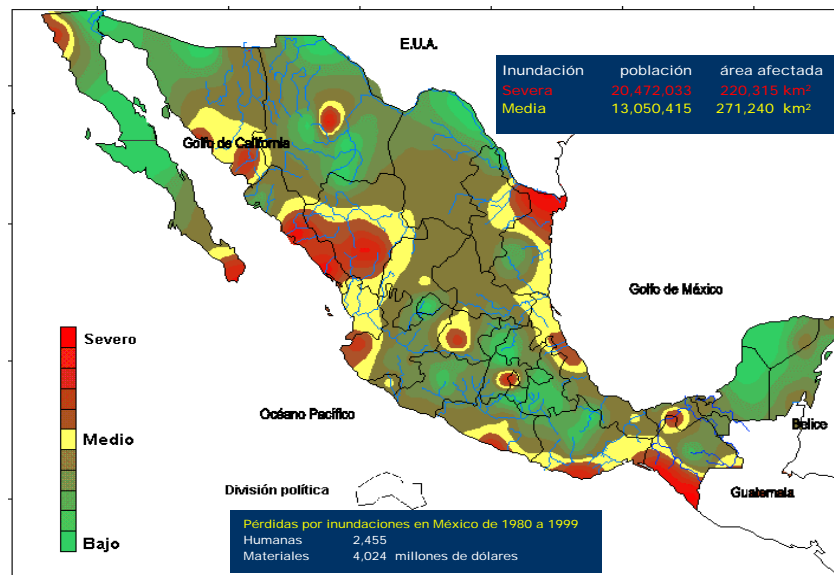 E.U.A.
Inundación población área afectada
Severa 20,472,033 220,315 km²
Media 13,050,415 271,240 km²
Golfo de California
Golfo de México
Severo
Medio
Bajo
Océano Pacífico
Belice
Guatemala
División política
Pérdidas por inundaciones en México de 1980 a 1999
Humanas 2,455
Materiales 4,024 millones de dólares